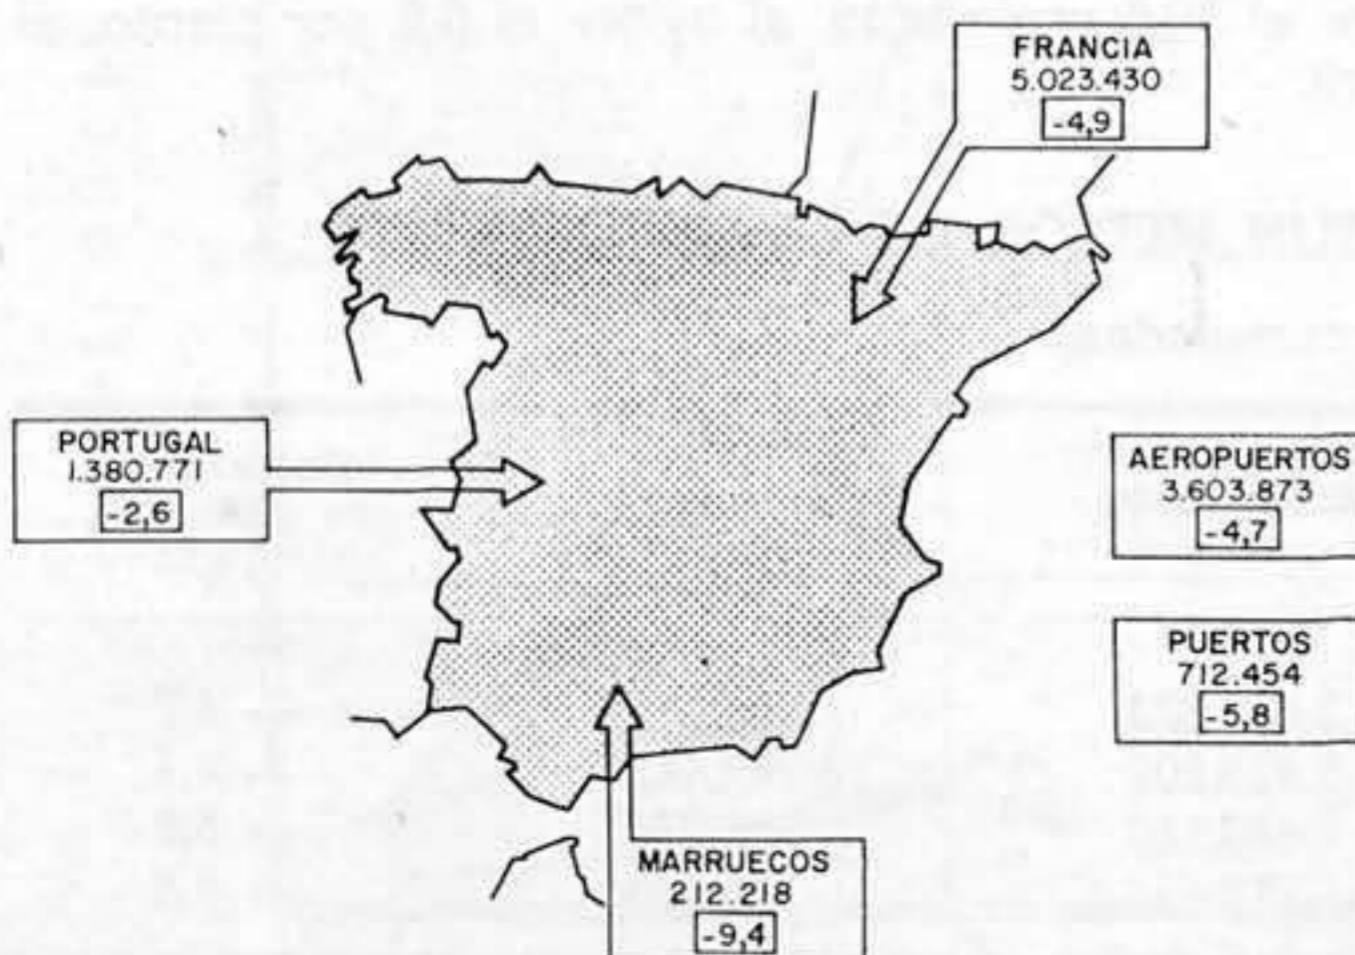 FRANCIA
5.023.430
-4,9
PORTUGAL
1.380.771
-2,6
AEROPUERTOS
3.603.873
-4,7
PUERTOS
712.454
-5,8
MARRUECOS
212.218
-9,4